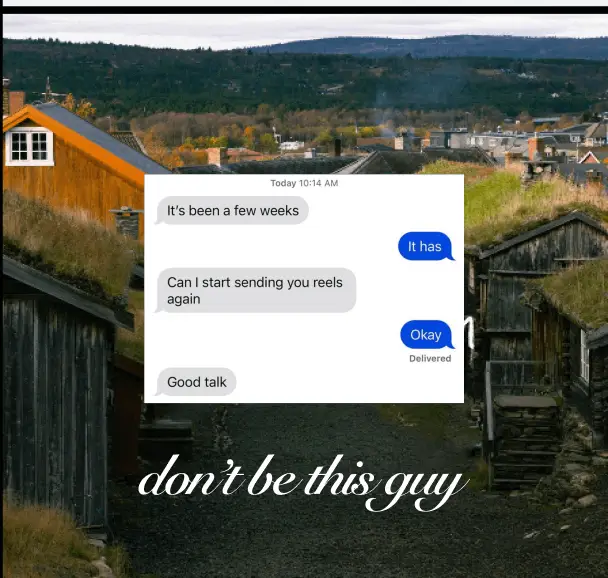 Today 10:14 AM
It's been a few weeks
It has
Can I start sending you reels
again
Okay
Delivered
Good talk
don't be this guy